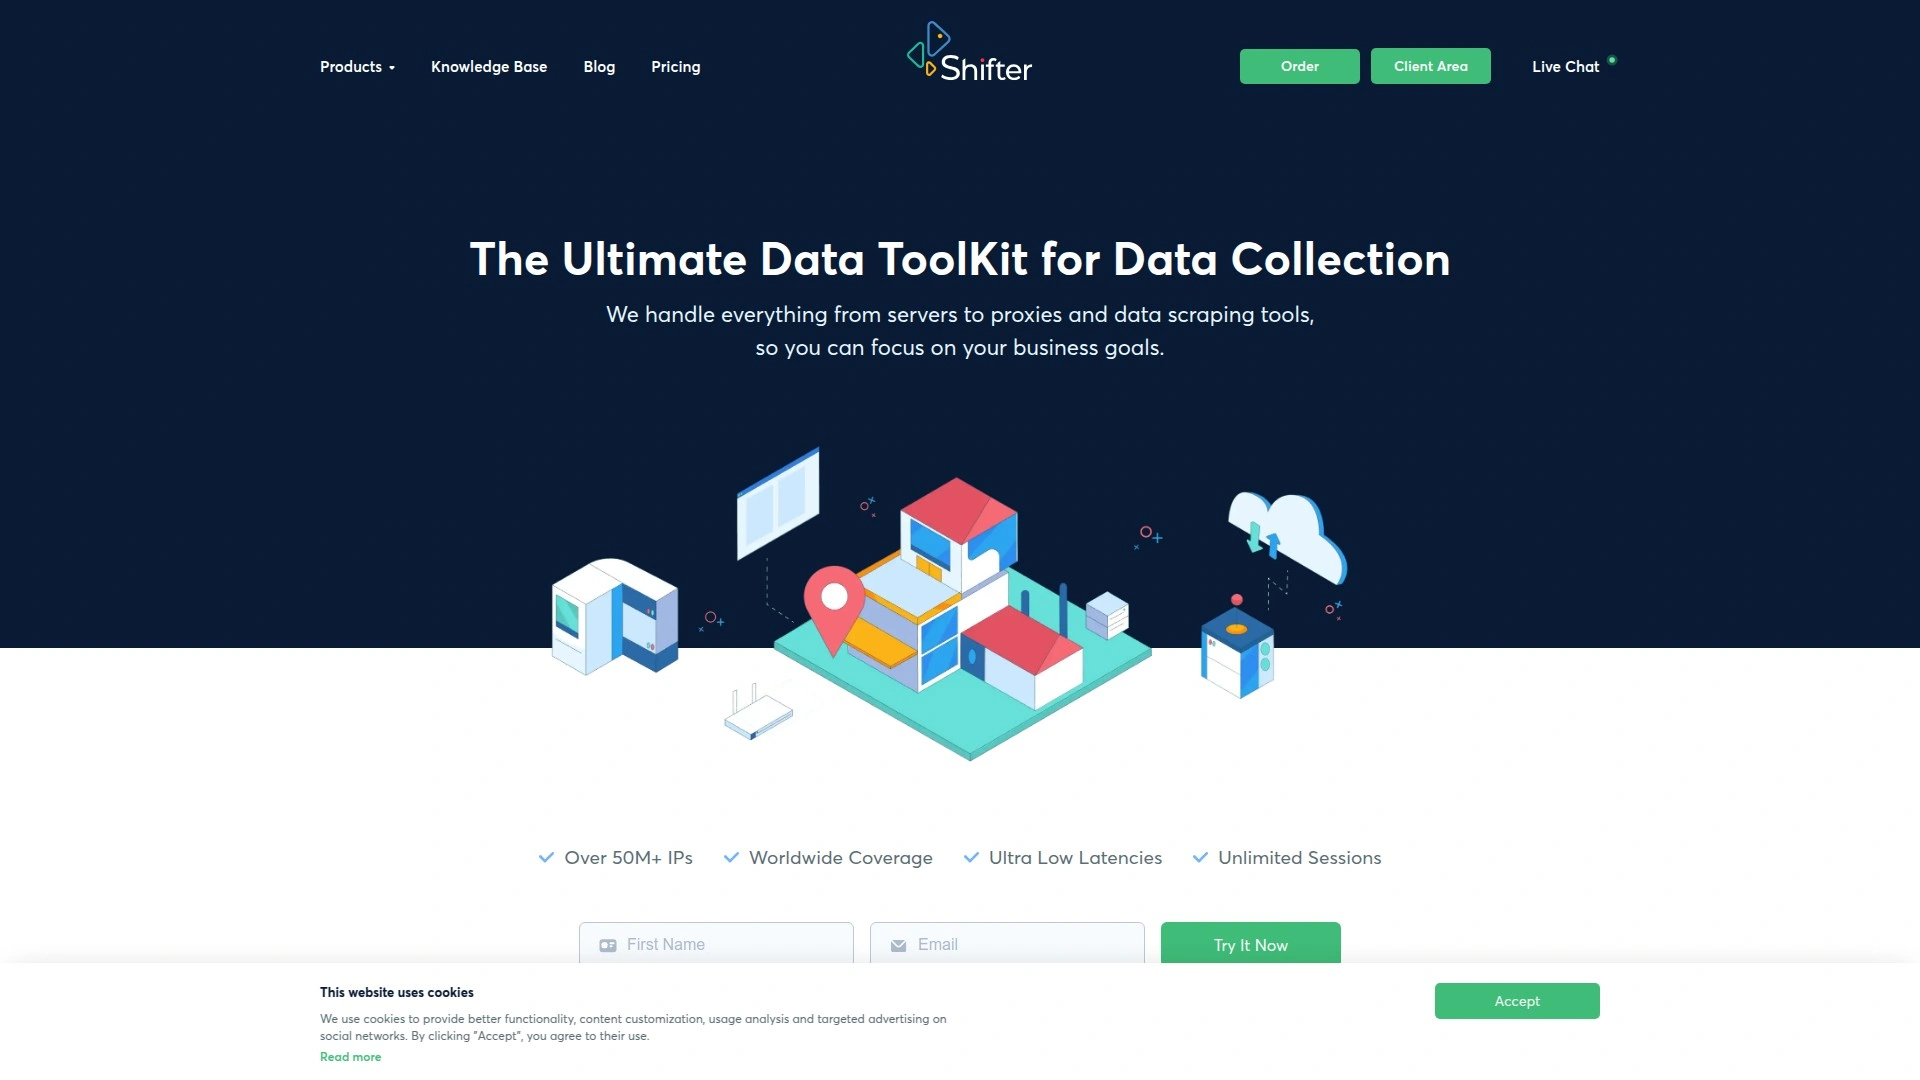 Products
Knowledge Base
Blog
Pricing
Shifter
Order
Client Area
Live Chat
The Ultimate Data ToolKit for Data Collection
We handle everything from servers to proxies and data scraping tools,
so you can focus on your business goals.
Over 50M+ IPs
Worldwide Coverage
Ultra Low Latencies
Unlimited Sessions
First Name
Email
Try It Now
This website uses cookies
We use cookies to provide better functionality, content customization, usage analysis and targeted advertising on
social networks. By clicking "Accept", you agree to their use.
Read more
Accept